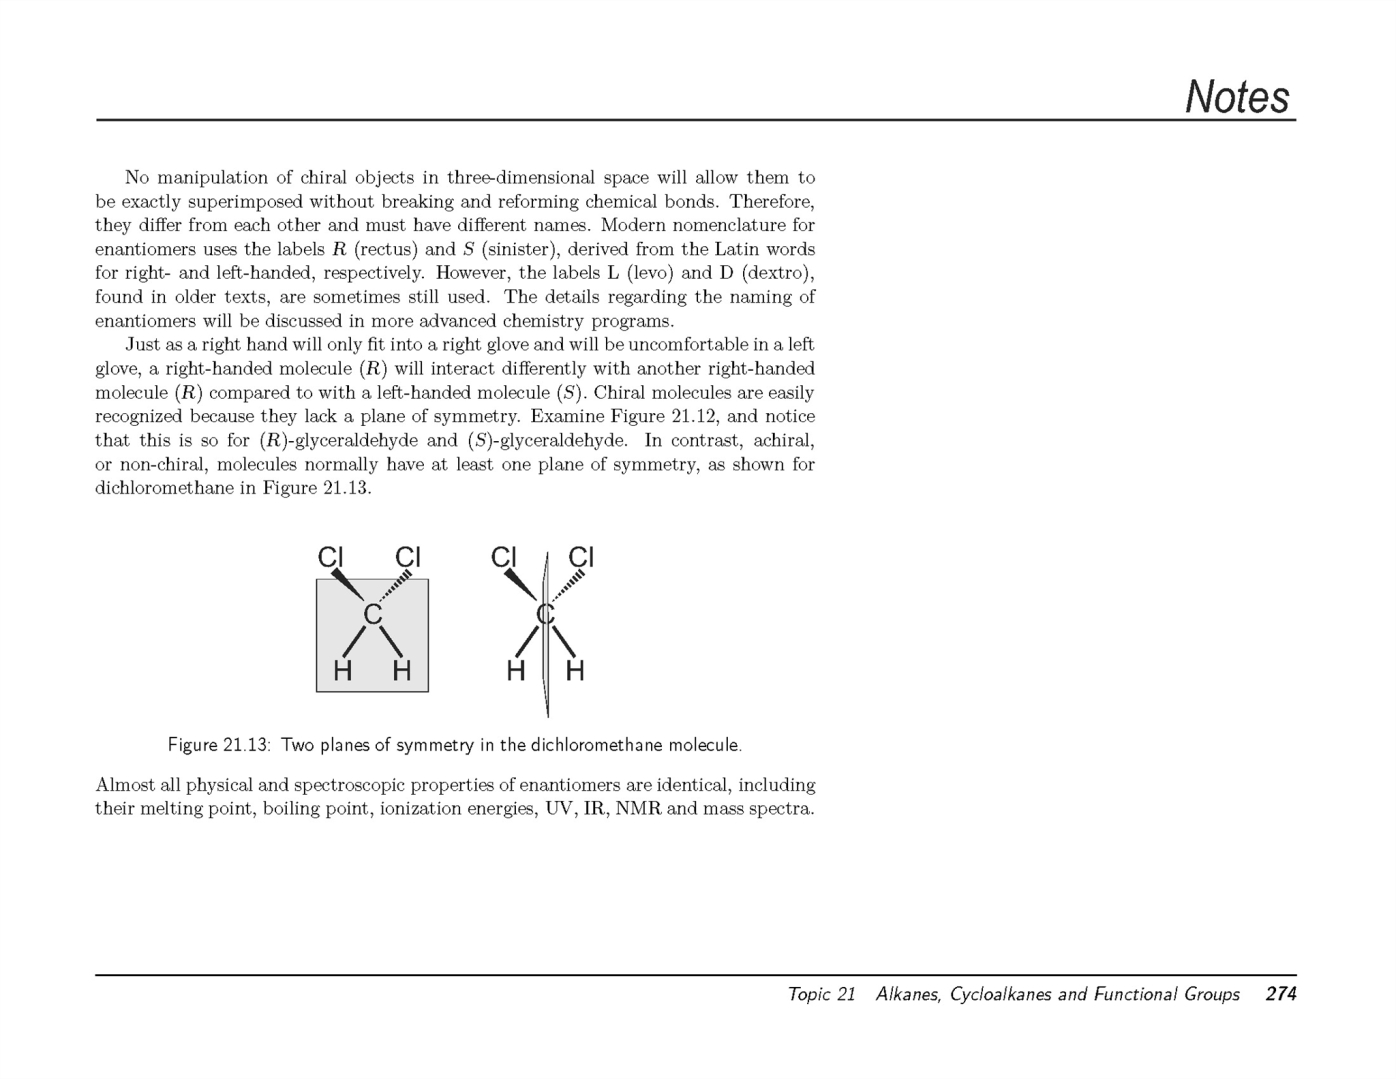 Notes
No manipulation of chiral objects in three-dimensional space will allow them to
be exactly superimposed without breaking and reforming chemical bonds. Therefore,
they differ from each other and must have different names. Modern nomenclature for
enantiomers uses the labels R (rectus) and S (sinister), derived from the Latin words
for right- and left-handed, respectively. However, the labels L (levo) and D (dextro),
found in older texts, are sometimes still used. The details regarding the naming of
enantiomers will be discussed in more advanced chemistry programs.
Just as a right hand will only fit into a right glove and will be uncomfortable in a left
glove, a right-handed molecule (R) will interact differently with another right-handed
molecule (R) compared to with a left-handed molecule (S). Chiral molecules are easily
recognized because they lack a plane of symmetry. Examine Figure 21.12, and notice
that this is so for (R)-glyceraldehyde and (S)-glyceraldehyde. In contrast, achiral,
or non-chiral, molecules normally have at least one plane of symmetry, as shown for
dichloromethane in Figure 21.13.
Cl Cl Cl Cl
C C
H H H H
Figure 21.13: Two planes of symmetry in the dichloromethane molecule.
Almost all physical and spectroscopic properties of enantiomers are identical, including
their melting point, boiling point, ionization energies, UV, IR, NMR and mass spectra.
Topic 21 Alkanes, Cycloalkanes and Functional Groups 274